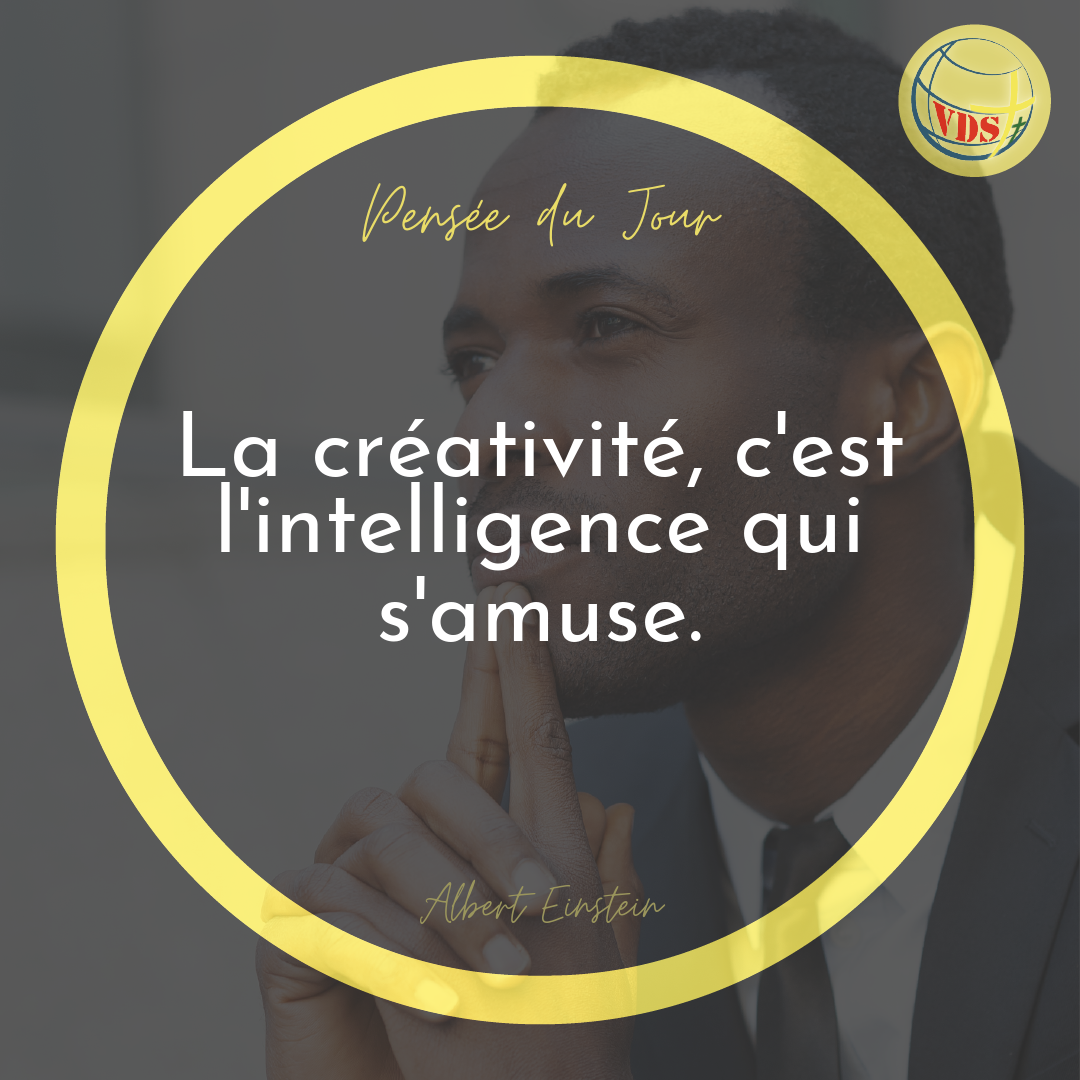 VDS
Pensée du Jour
La créativité, c'est
l'intelligence qui
s'amuse.
Albert Einstein